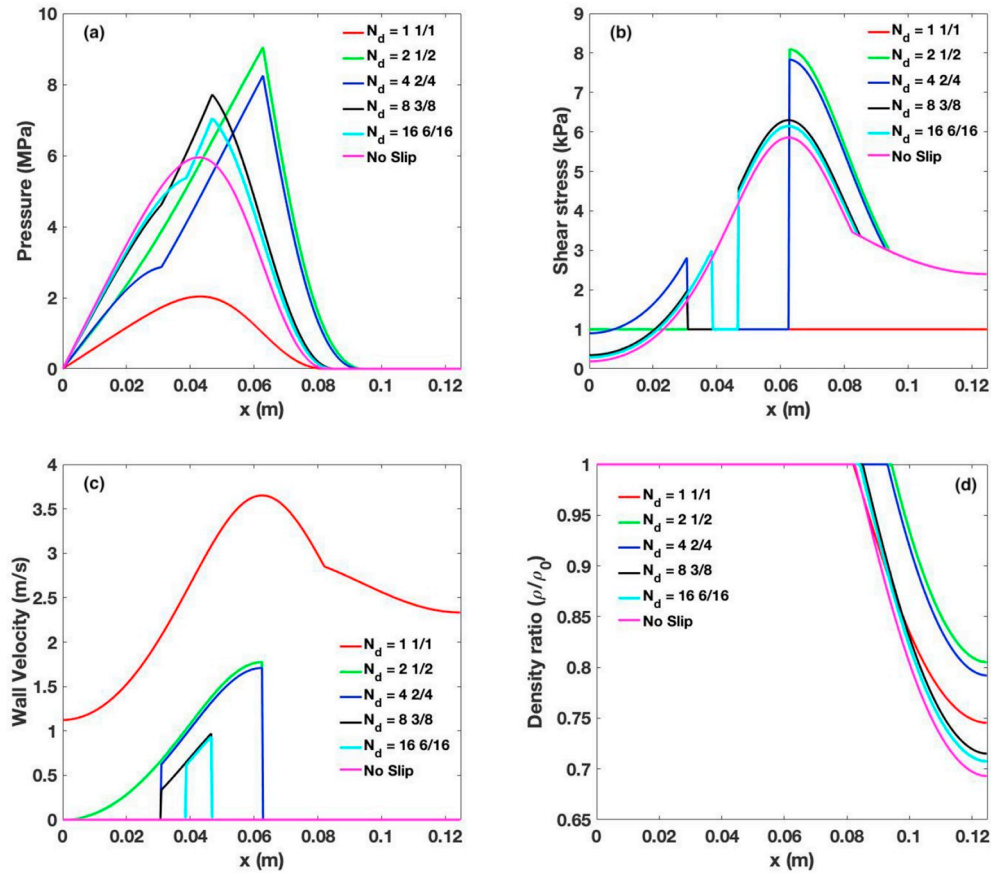 (a)
N_d = 1 1/1
N_d = 2 1/2
N_d = 4 2/4
N_d = 8 3/8
N_d = 16 6/16
No Slip
10
8
6
4
2
0
Pressure (MPa)
0 0.02 0.04 0.06 0.08 0.1 0.12
x (m)
(b)
N_d = 1 1/1
N_d = 2 1/2
N_d = 4 2/4
N_d = 8 3/8
N_d = 16 6/16
No Slip
9
8
7
6
5
4
3
2
1
0
Shear stress (kPa)
0 0.02 0.04 0.06 0.08 0.1 0.12
x (m)
(c)
4
3.5
3
2.5
2
1.5
1
0.5
0
Wall Velocity (m/s)
N_d = 1 1/1
N_d = 2 1/2
N_d = 4 2/4
N_d = 8 3/8
N_d = 16 6/16
No Slip
0 0.02 0.04 0.06 0.08 0.1 0.12
x (m)
(d)
1
0.95
0.9
0.85
0.8
0.75
0.7
0.65
Density ratio (ρ/ρ_0)
N_d = 1 1/1
N_d = 2 1/2
N_d = 4 2/4
N_d = 8 3/8
N_d = 16 6/16
No Slip
0 0.02 0.04 0.06 0.08 0.1 0.12
x (m)